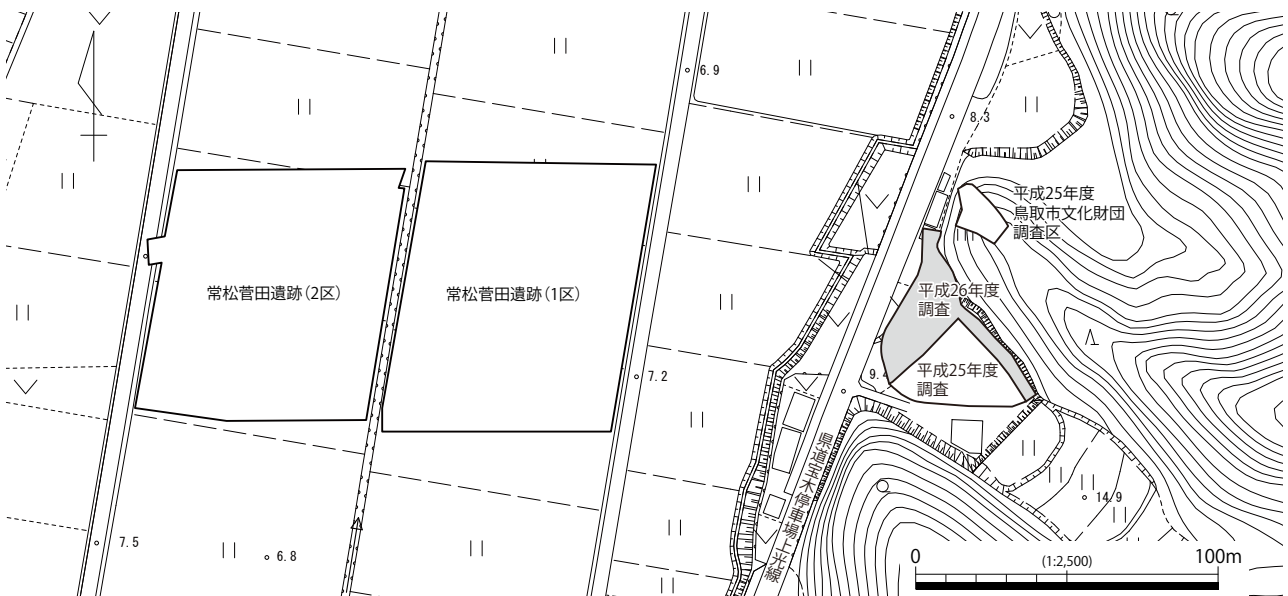 6.9
8.3
平成25年度
鳥取市文化財団
調査区
常松菅田遺跡(2区)
常松菅田遺跡(1区)
平成26年度
調査
7.2
9.4
平成25年度
調査
県道宝木停車場上光線
14.9
7.5
6.8
0
(1:2,500)
100m